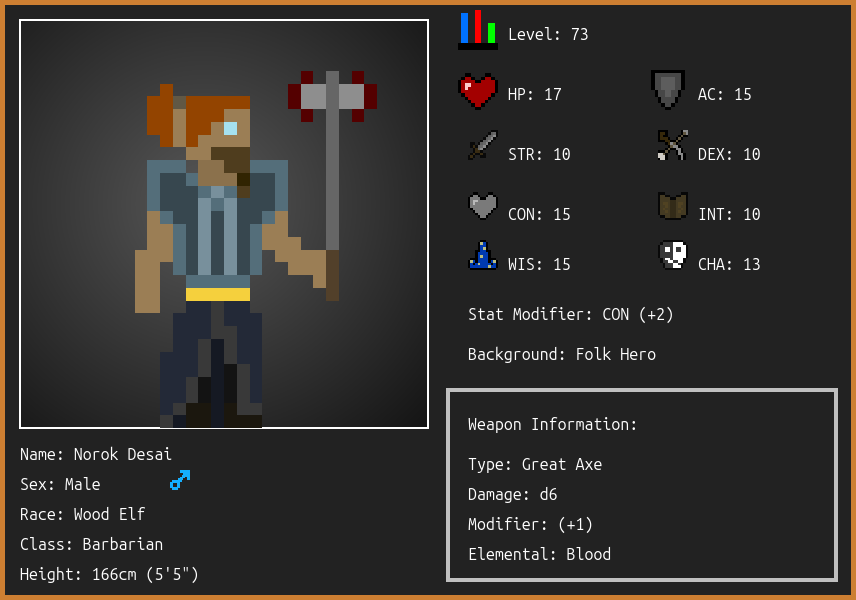 Level: 73
HP: 17
AC: 15
STR: 10
DEX: 10
CON: 15
INT: 10
WIS: 15
CHA: 13
Stat Modifier: CON (+2)
Background: Folk Hero
Weapon Information:
Type: Great Axe
Damage: d6
Modifier: (+1)
Elemental: Blood
Name: Norok Desai
Sex: Male
Race: Wood Elf
Class: Barbarian
Height: 166cm (5'5")